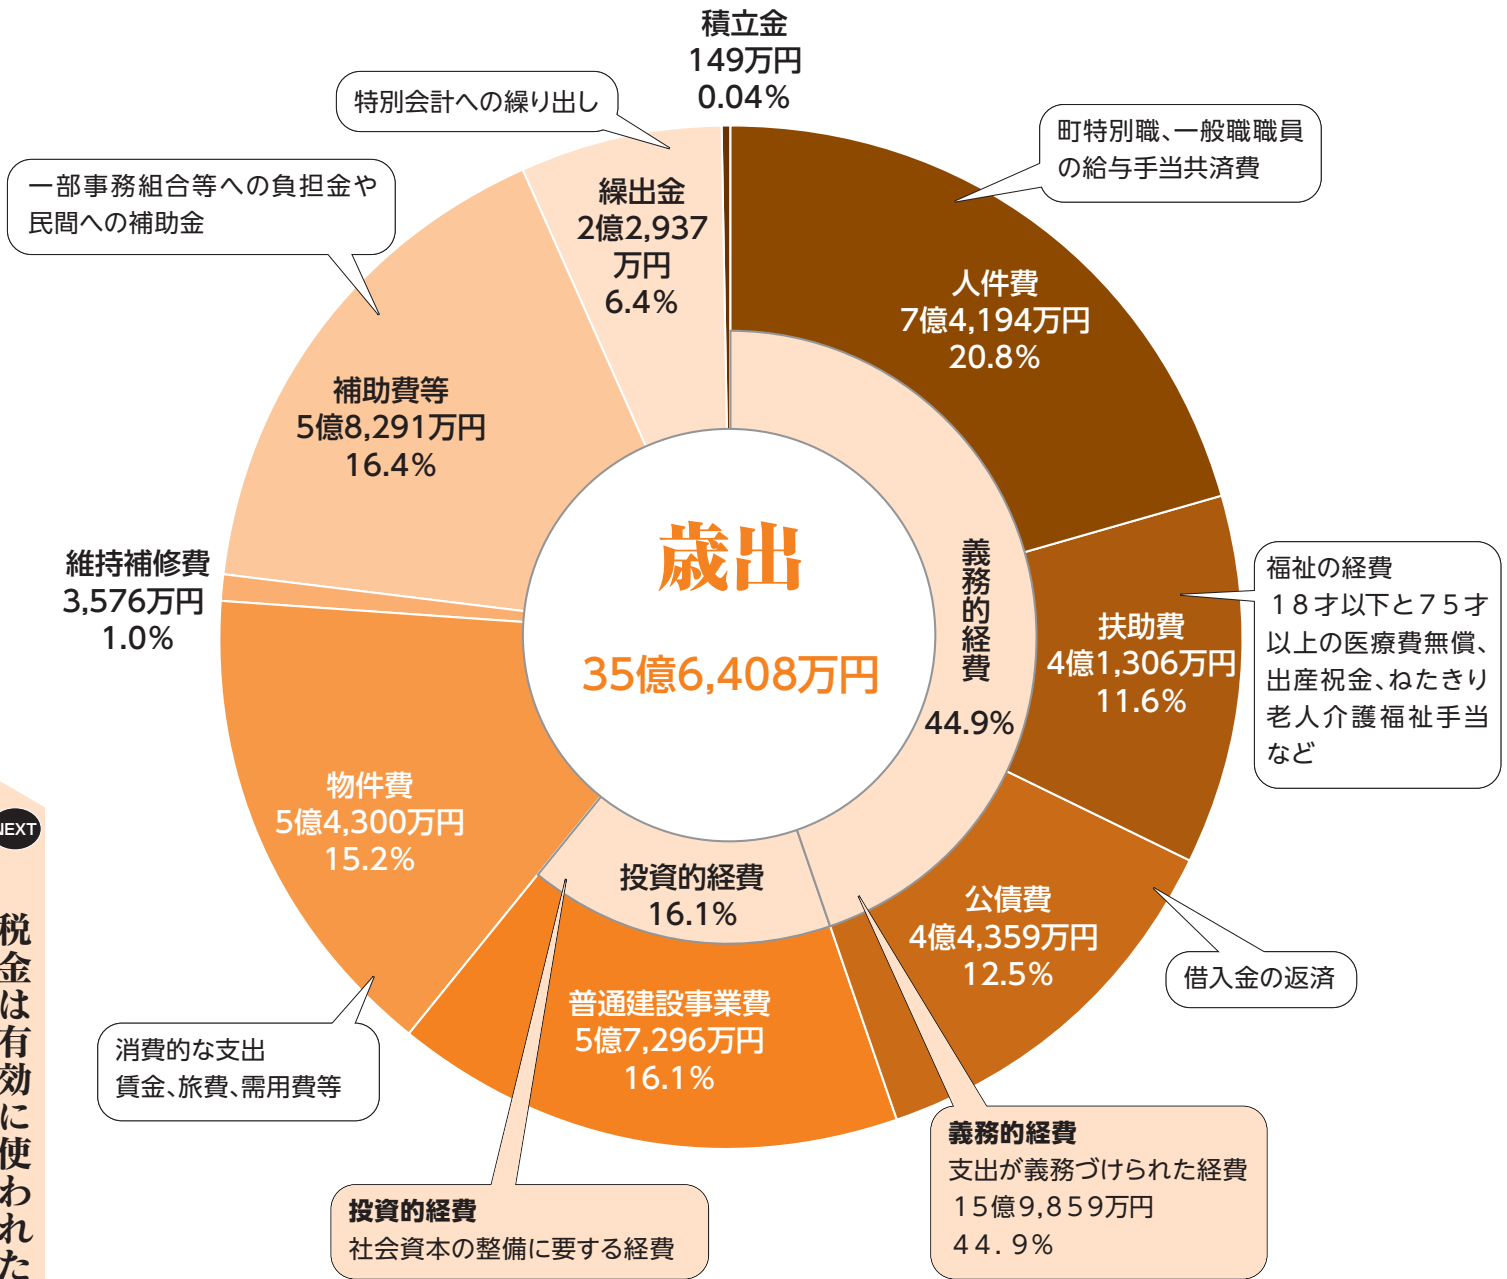 積立金
149万円
0.04%
特別会計への繰り出し
町特別職、一般職職員
の給与手当共済費
一部事務組合等への負担金や
民間への補助金
繰出金
2億2,937
万円
6.4%
人件費
7億4,194万円
20.8%
補助費等
5億8,291万円
16.4%
維持補修費
3,576万円
1.0%
歳出
35億6,408万円
義務的経費
44.9%
扶助費
4億1,306万円
11.6%
福祉の経費
18才以下と75才
以上の医療費無償、
出産祝金、ねたきり
老人介護福祉手当
など
物件費
5億4,300万円
15.2%
投資的経費
16.1%
公債費
4億4,359万円
12.5%
借入金の返済
普通建設事業費
5億7,296万円
16.1%
消費的な支出
賃金、旅費、需用費等
義務的経費
支出が義務づけられた経費
15億9,859万円
44.9%
投資的経費
社会資本の整備に要する経費
NEXT
税金は有効に使われた